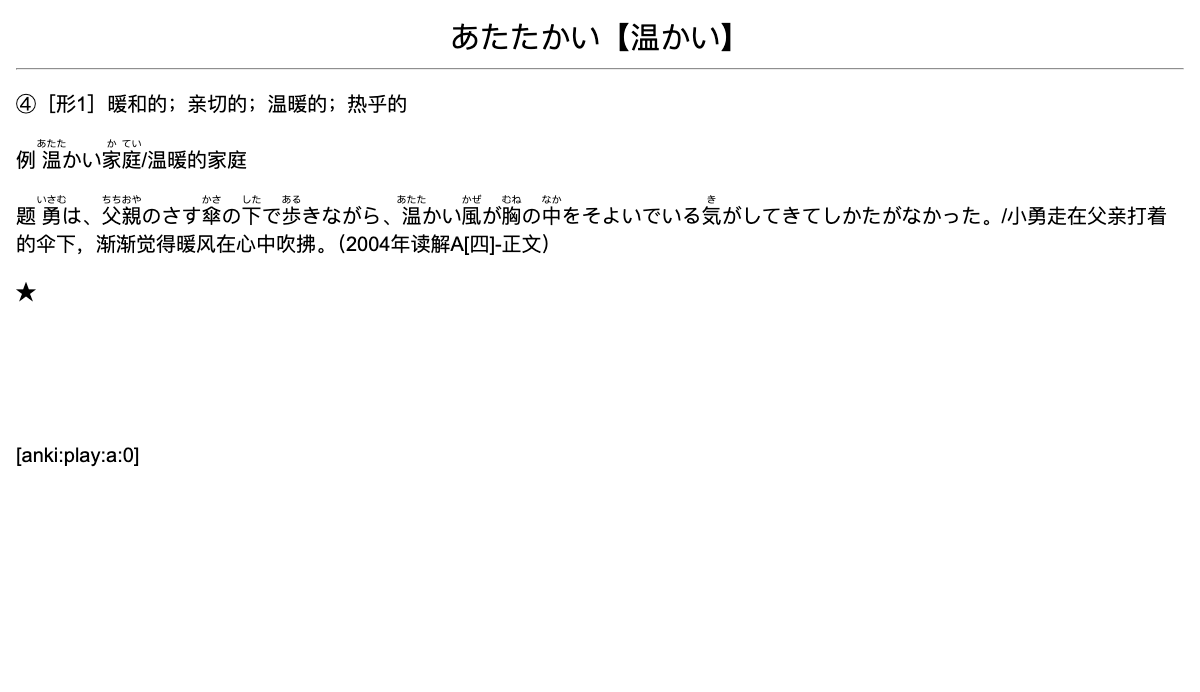 あたたかい【温かい】
④［形1］暖和的；亲切的；温暖的；热乎的
例 温かい家庭/温暖的家庭
题 勇は、父親のさす傘の下で歩きながら、温かい風が胸の中をそよいでいる気がしてきてしかたがなかった。/小勇走在父亲打着
的伞下，渐渐觉得暖风在心中吹拂。（2004年读解A[四]-正文）
★
[anki:play:a:0]